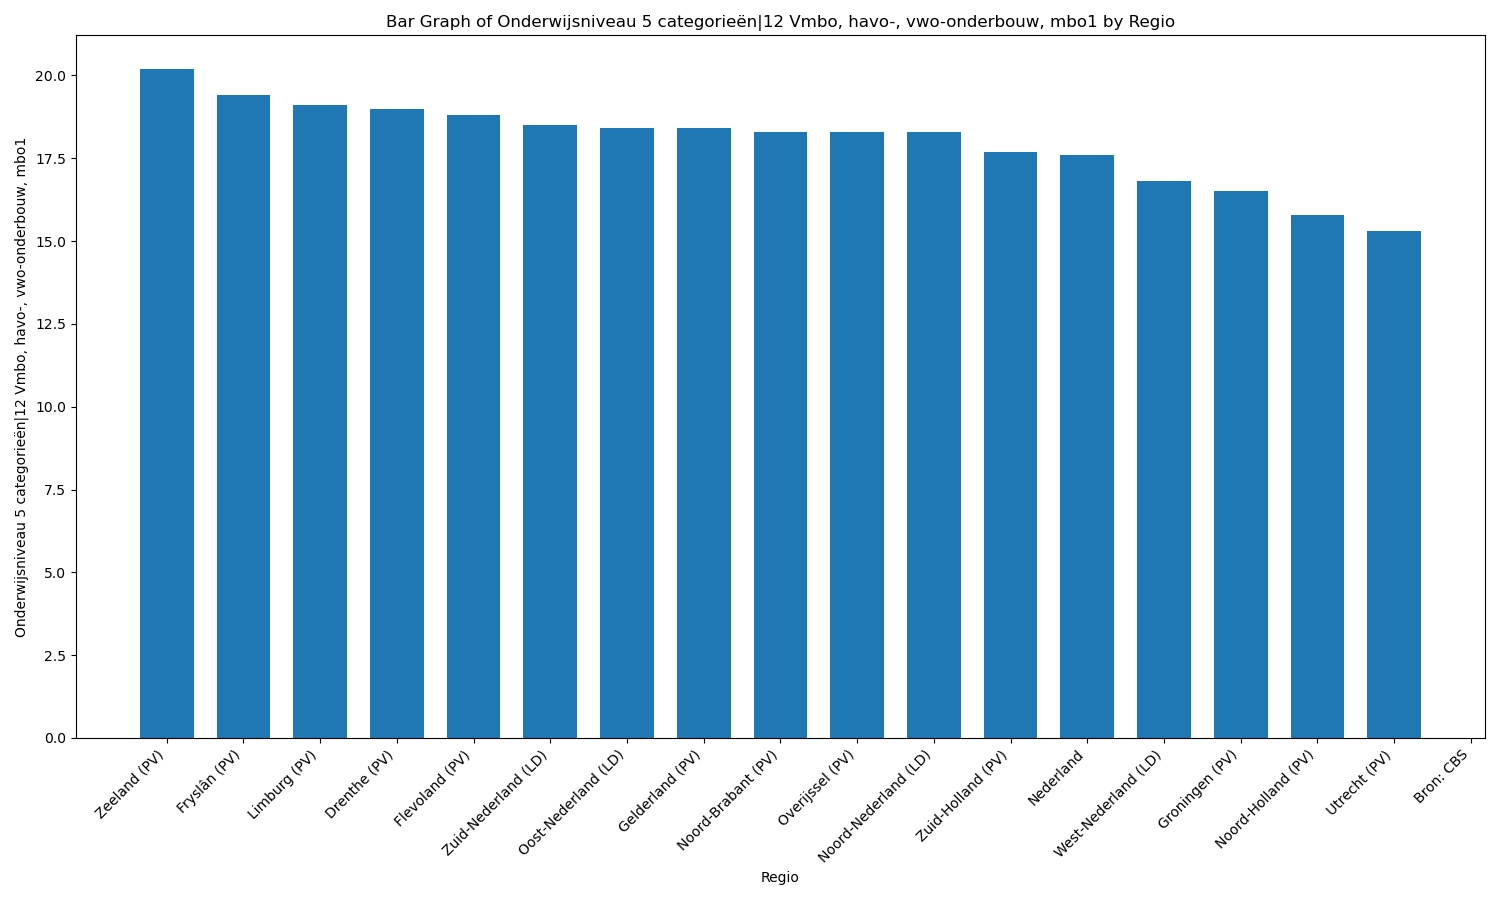 Bar Graph of Onderwijsniveau 5 categorieën|12 Vmbo, havo-, vwo-onderbouw, mbo1 by Regio
Onderwijsniveau 5 categorieën|12 Vmbo, havo-, vwo-onderbouw, mbo1
20.0
17.5
15.0
12.5
10.0
7.5
5.0
2.5
0.0
Zeeland (PV)
Fryslân (PV)
Limburg (PV)
Drenthe (PV)
Flevoland (PV)
Zuid-Nederland (LD)
Oost-Nederland (LD)
Gelderland (PV)
Noord-Brabant (PV)
Overijssel (PV)
Noord-Nederland (LD)
Zuid-Holland (PV)
Nederland
West-Nederland (LD)
Groningen (PV)
Noord-Holland (PV)
Utrecht (PV)
Bron: CBS
Regio